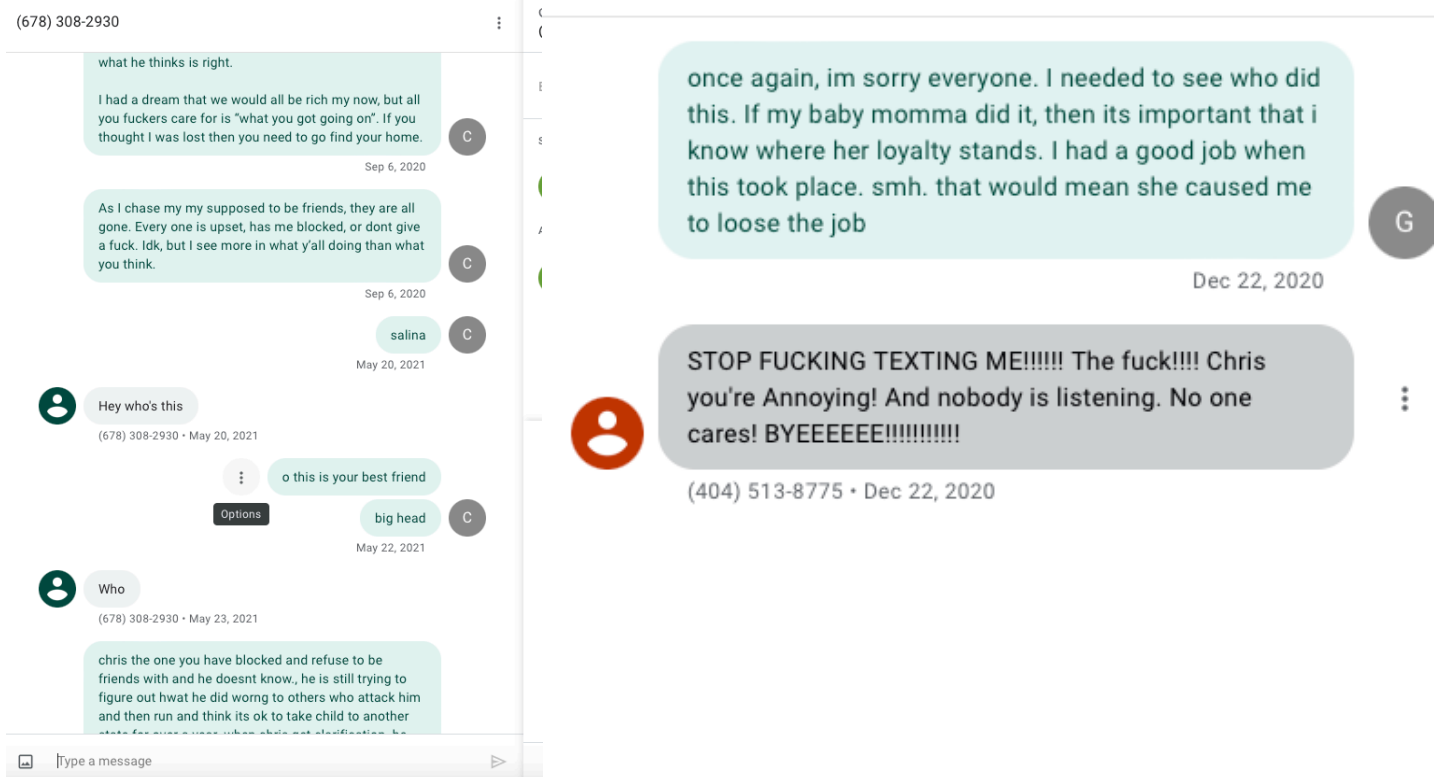 (678) 308-2930
what he thinks is right.
I had a dream that we would all be rich my now, but all
you fuckers care for is “what you got going on”. If you
thought I was lost then you need to go find your home.
C
Sep 6, 2020
As I chase my my supposed to be friends, they are all
gone. Every one is upset, has me blocked, or dont give
a fuck. Idk, but I see more in what y'all doing than what
you think.
C
Sep 6, 2020
salina
C
May 20, 2021
Hey who's this
(678) 308-2930 • May 20, 2021
o this is your best friend
Options
big head
C
May 22, 2021
Who
(678) 308-2930 • May 23, 2021
chris the one you have blocked and refuse to be
friends with and he doesnt know., he is still trying to
figure out hwat he did worng to others who attack him
and then run and think its ok to take child to another
Type a message
once again, im sorry everyone. I needed to see who did
this. If my baby momma did it, then its important that i
know where her loyalty stands. I had a good job when
this took place. smh. that would mean she caused me
to loose the job
G
Dec 22, 2020
STOP FUCKING TEXTING ME!!!!!! The fuck!!!! Chris
you're Annoying! And nobody is listening. No one
cares! BYEEEEEE!!!!!!!!!!!
(404) 513-8775 • Dec 22, 2020